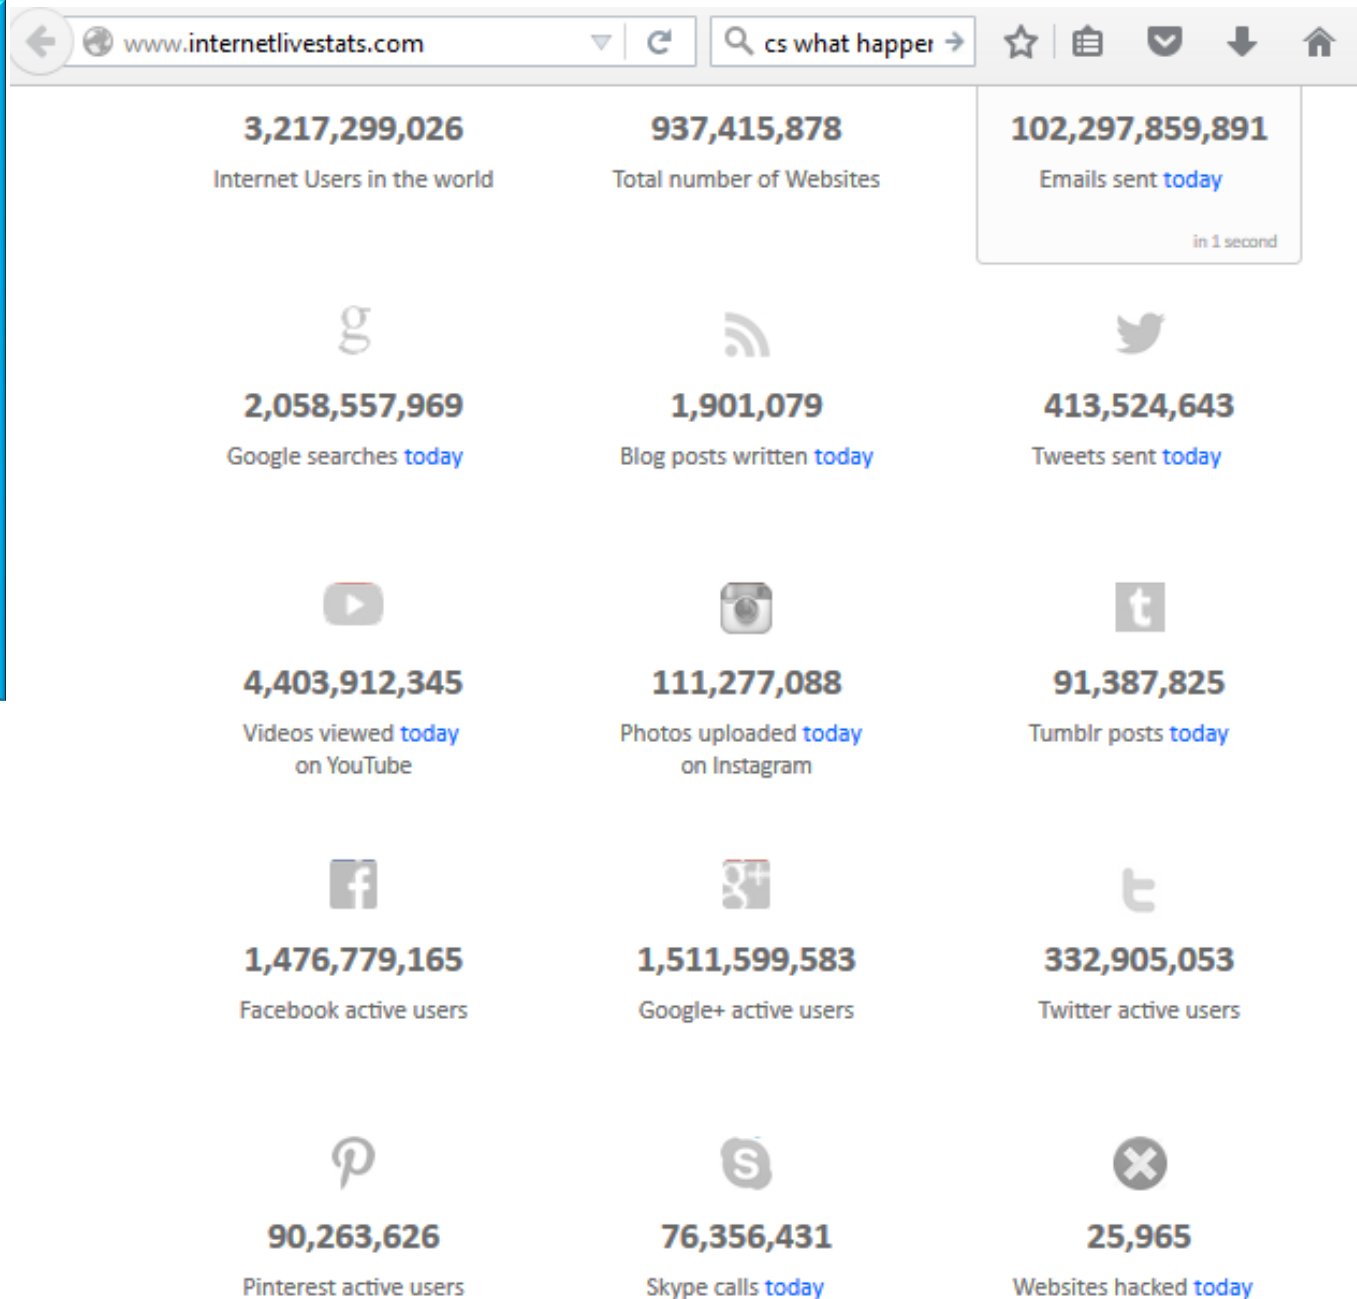 www.internetlivestats.com
cs what happer
3,217,299,026
Internet Users in the world
937,415,878
Total number of Websites
102,297,859,891
Emails sent today
in 1 second
g
2,058,557,969
Google searches today
1,901,079
Blog posts written today
413,524,643
Tweets sent today
4,403,912,345
Videos viewed today
on YouTube
111,277,088
Photos uploaded today
on Instagram
t
91,387,825
Tumblr posts today
f
1,476,779,165
Facebook active users
g+
1,511,599,583
Google+ active users
t
332,905,053
Twitter active users
90,263,626
Pinterest active users
S
76,356,431
Skype calls today
25,965
Websites hacked today